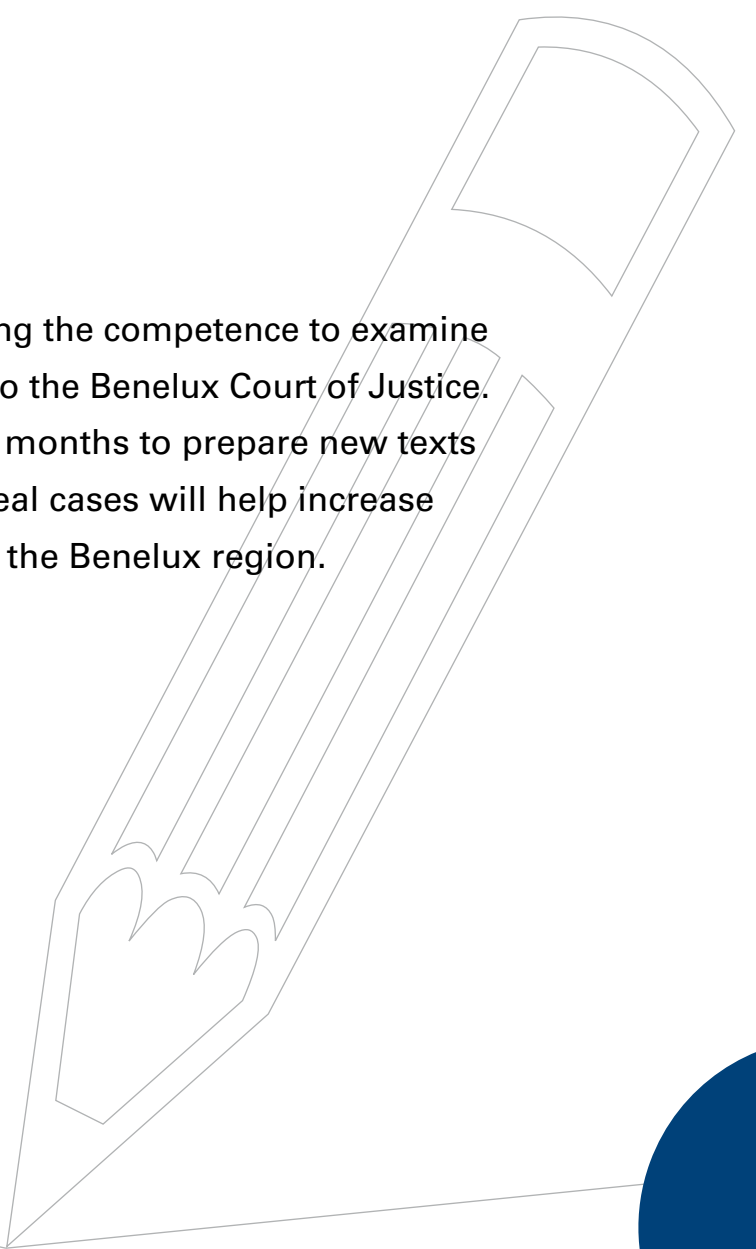 ng the competence to examine
o the Benelux Court of Justice.
months to prepare new texts
eal cases will help increase
the Benelux region.